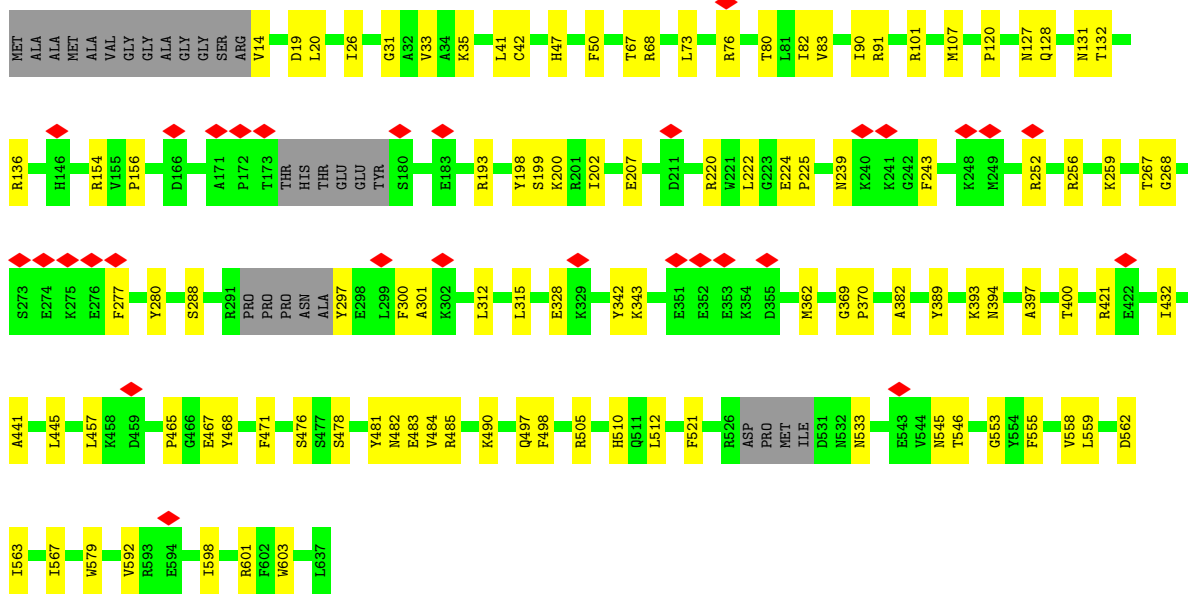 MET ALA ALA MET ALA VAL GLY GLY ALA GLY GLY SER ARG V14 D19 L20 I26 G31 A32 V33 A34 K35 L41 C42 H47 F50 T67 R68 L73 R76 T80 L81 I82 V83 I90 R91 R101 M107 P120 N127 Q128 N131 T132
R136 H146 R154 V155 P156 D166 A171 P172 T173 THR HIS THR GLU GLU TYR S180 E183 R193 Y198 S199 K200 R201 I202 E207 D211 R220 W221 L222 G223 E224 P225 N239 K240 K241 G242 F243 K248 M249 R252 R256 K259 T267 G268
S273 E274 K275 E276 F277 Y280 S288 R291 PRO PRO PRO ASN ALA Y297 E298 L299 F300 A301 K302 L312 L315 E328 K329 Y342 K343 E351 E352 E353 K354 D355 M362 G369 P370 A382 Y389 K393 N394 A397 T400 R421 E422 I432
A441 L445 L457 K458 D459 P465 G466 E467 Y468 F471 S476 S477 S478 Y481 N482 E483 V484 R485 K490 Q497 F498 R505 H510 Q511 L512 F521 R526 ASP PRO MET ILE D531 N532 N533 E543 V544 N545 T546 G553 Y554 F555 V558 L559 D562
I563 I567 W579 V592 R593 E594 I598 R601 F602 W603 L637